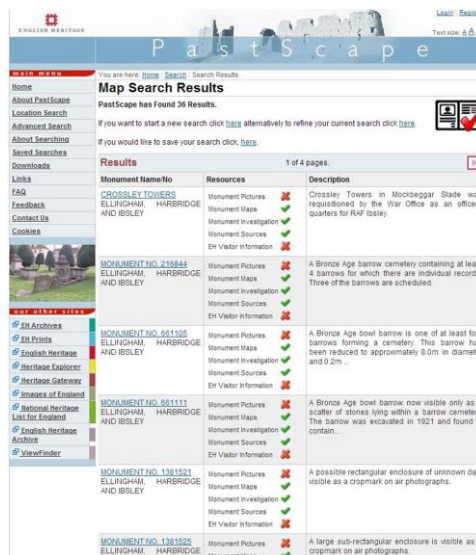 ENGLISH HERITAGE
Login Regis
Text size: A A
PastScape
main menu
Home
About PastScape
Location Search
Advanced Search
About Searching
Saved Searches
Downloads
Links
FAQ
Feedback
Contact Us
Cookies
our other sites
EH Archives
EH Prints
English Heritage
Heritage Explorer
Heritage Gateway
Images of England
National Heritage
List for England
English Heritage
Archive
ViewFinder
You are here: Home Search Search Results
Map Search Results
PastScape has Found 36 Results.
If you want to start a new search click here alternatively to refine your current search click here.
If you would like to save your search click, here.
Results 1 of 4 pages.
Monument Name/No Resources Description
CROSSLEY TOWERS
ELLINGHAM, HARBRIDGE
AND IBSLEY
Monument Pictures
Monument Maps
Monument Investigation
Monument Sources
EH Visitor Information
Crossley Towers in Mockbeggar Slade wa
requisitioned by the War Office as an officer
quarters for RAF Ibsley.
MONUMENT NO. 216844
ELLINGHAM, HARBRIDGE
AND IBSLEY
Monument Pictures
Monument Maps
Monument Investigation
Monument Sources
EH Visitor Information
A Bronze Age barrow cemetery containing at leas
4 barrows for which there are individual record
Three of the barrows are scheduled.
MONUMENT NO. 661105
ELLINGHAM, HARBRIDGE
AND IBSLEY
Monument Pictures
Monument Maps
Monument Investigation
Monument Sources
EH Visitor Information
A Bronze Age bowl barrow is one of at least fo
barrows forming a cemetery. This barrow ha
been reduced to approximately 8.0m in diamet
and 0.2m ...
MONUMENT NO. 661111
ELLINGHAM, HARBRIDGE
AND IBSLEY
Monument Pictures
Monument Maps
Monument Investigation
Monument Sources
EH Visitor Information
A Bronze Age bowl barrow now visible only as
scatter of stones lying within a barrow cemeter
The barrow was excavated in 1921 and found
contain...
MONUMENT NO. 1381521
ELLINGHAM, HARBRIDGE
AND IBSLEY
Monument Pictures
Monument Maps
Monument Investigation
Monument Sources
EH Visitor Information
A possible rectangular enclosure of unknown da
visible as a cropmark on air photographs.
MONUMENT NO. 1381525
ELLINGHAM, HARBRIDGE
Monument Pictures
A large sub-rectangular enclosure is visible as
cropmark on air photographs.